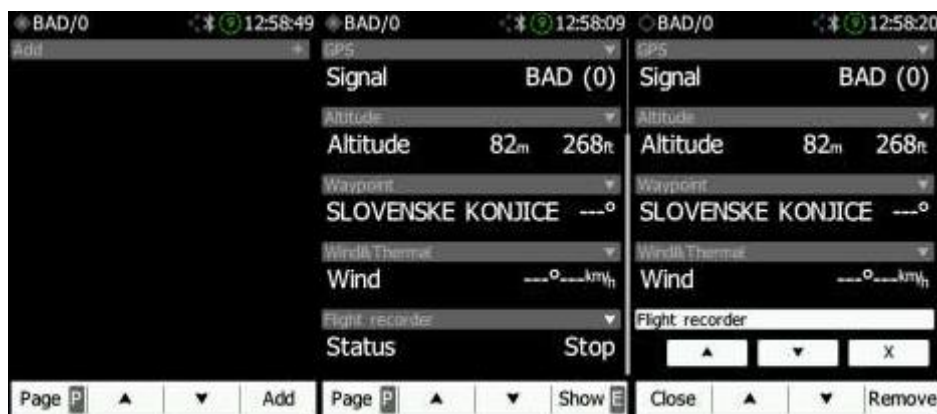 BAD/0 12:58:49
Add +
Page P ▲ ▼ Add
BAD/0 12:58:09
GPS
Signal BAD (0)
Altitude
Altitude 82m 268ft
Waypoint
SLOVENSKE KONJICE ---°
Wind&Thermal
Wind ---°---km/h
Flight recorder
Status Stop
Page P ▲ ▼ Show E
BAD/0 12:58:20
GPS
Signal BAD (0)
Altitude
Altitude 82m 268ft
Waypoint
SLOVENSKE KONJICE ---°
Wind&Thermal
Wind ---°---km/h
Flight recorder
▲ ▼ X
Close ▲ ▼ Remove